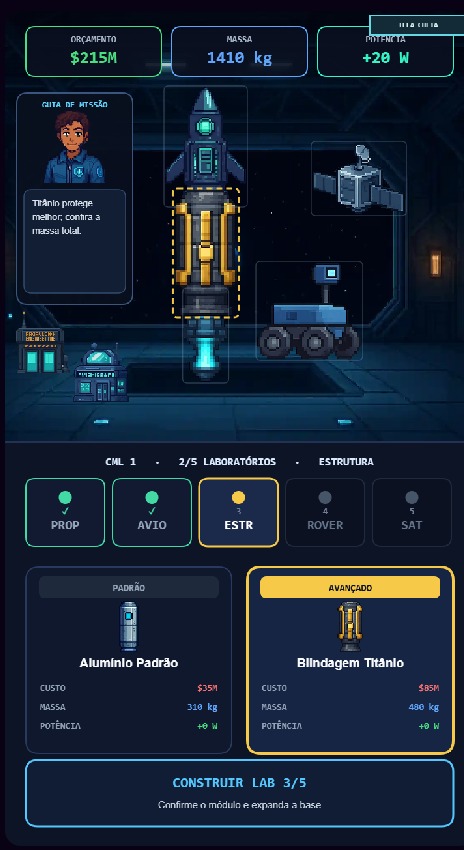 ORÇAMENTO
$215M
MASSA
1410 kg
POTÊNCIA
+20 W
GUIA DE MISSÃO
Titânio protege
melhor; confira a
massa total.
CML 1 · 2/5 LABORATÓRIOS · ESTRUTURA
✓
PROP
✓
AVIO
3
ESTR
4
ROVER
5
SAT
PADRÃO
Alumínio Padrão
CUSTO $35M
MASSA 310 kg
POTÊNCIA +0 W
AVANÇADO
Blindagem Titânio
CUSTO $85M
MASSA 480 kg
POTÊNCIA +0 W
CONSTRUIR LAB 3/5
Confirme o módulo e expanda a base